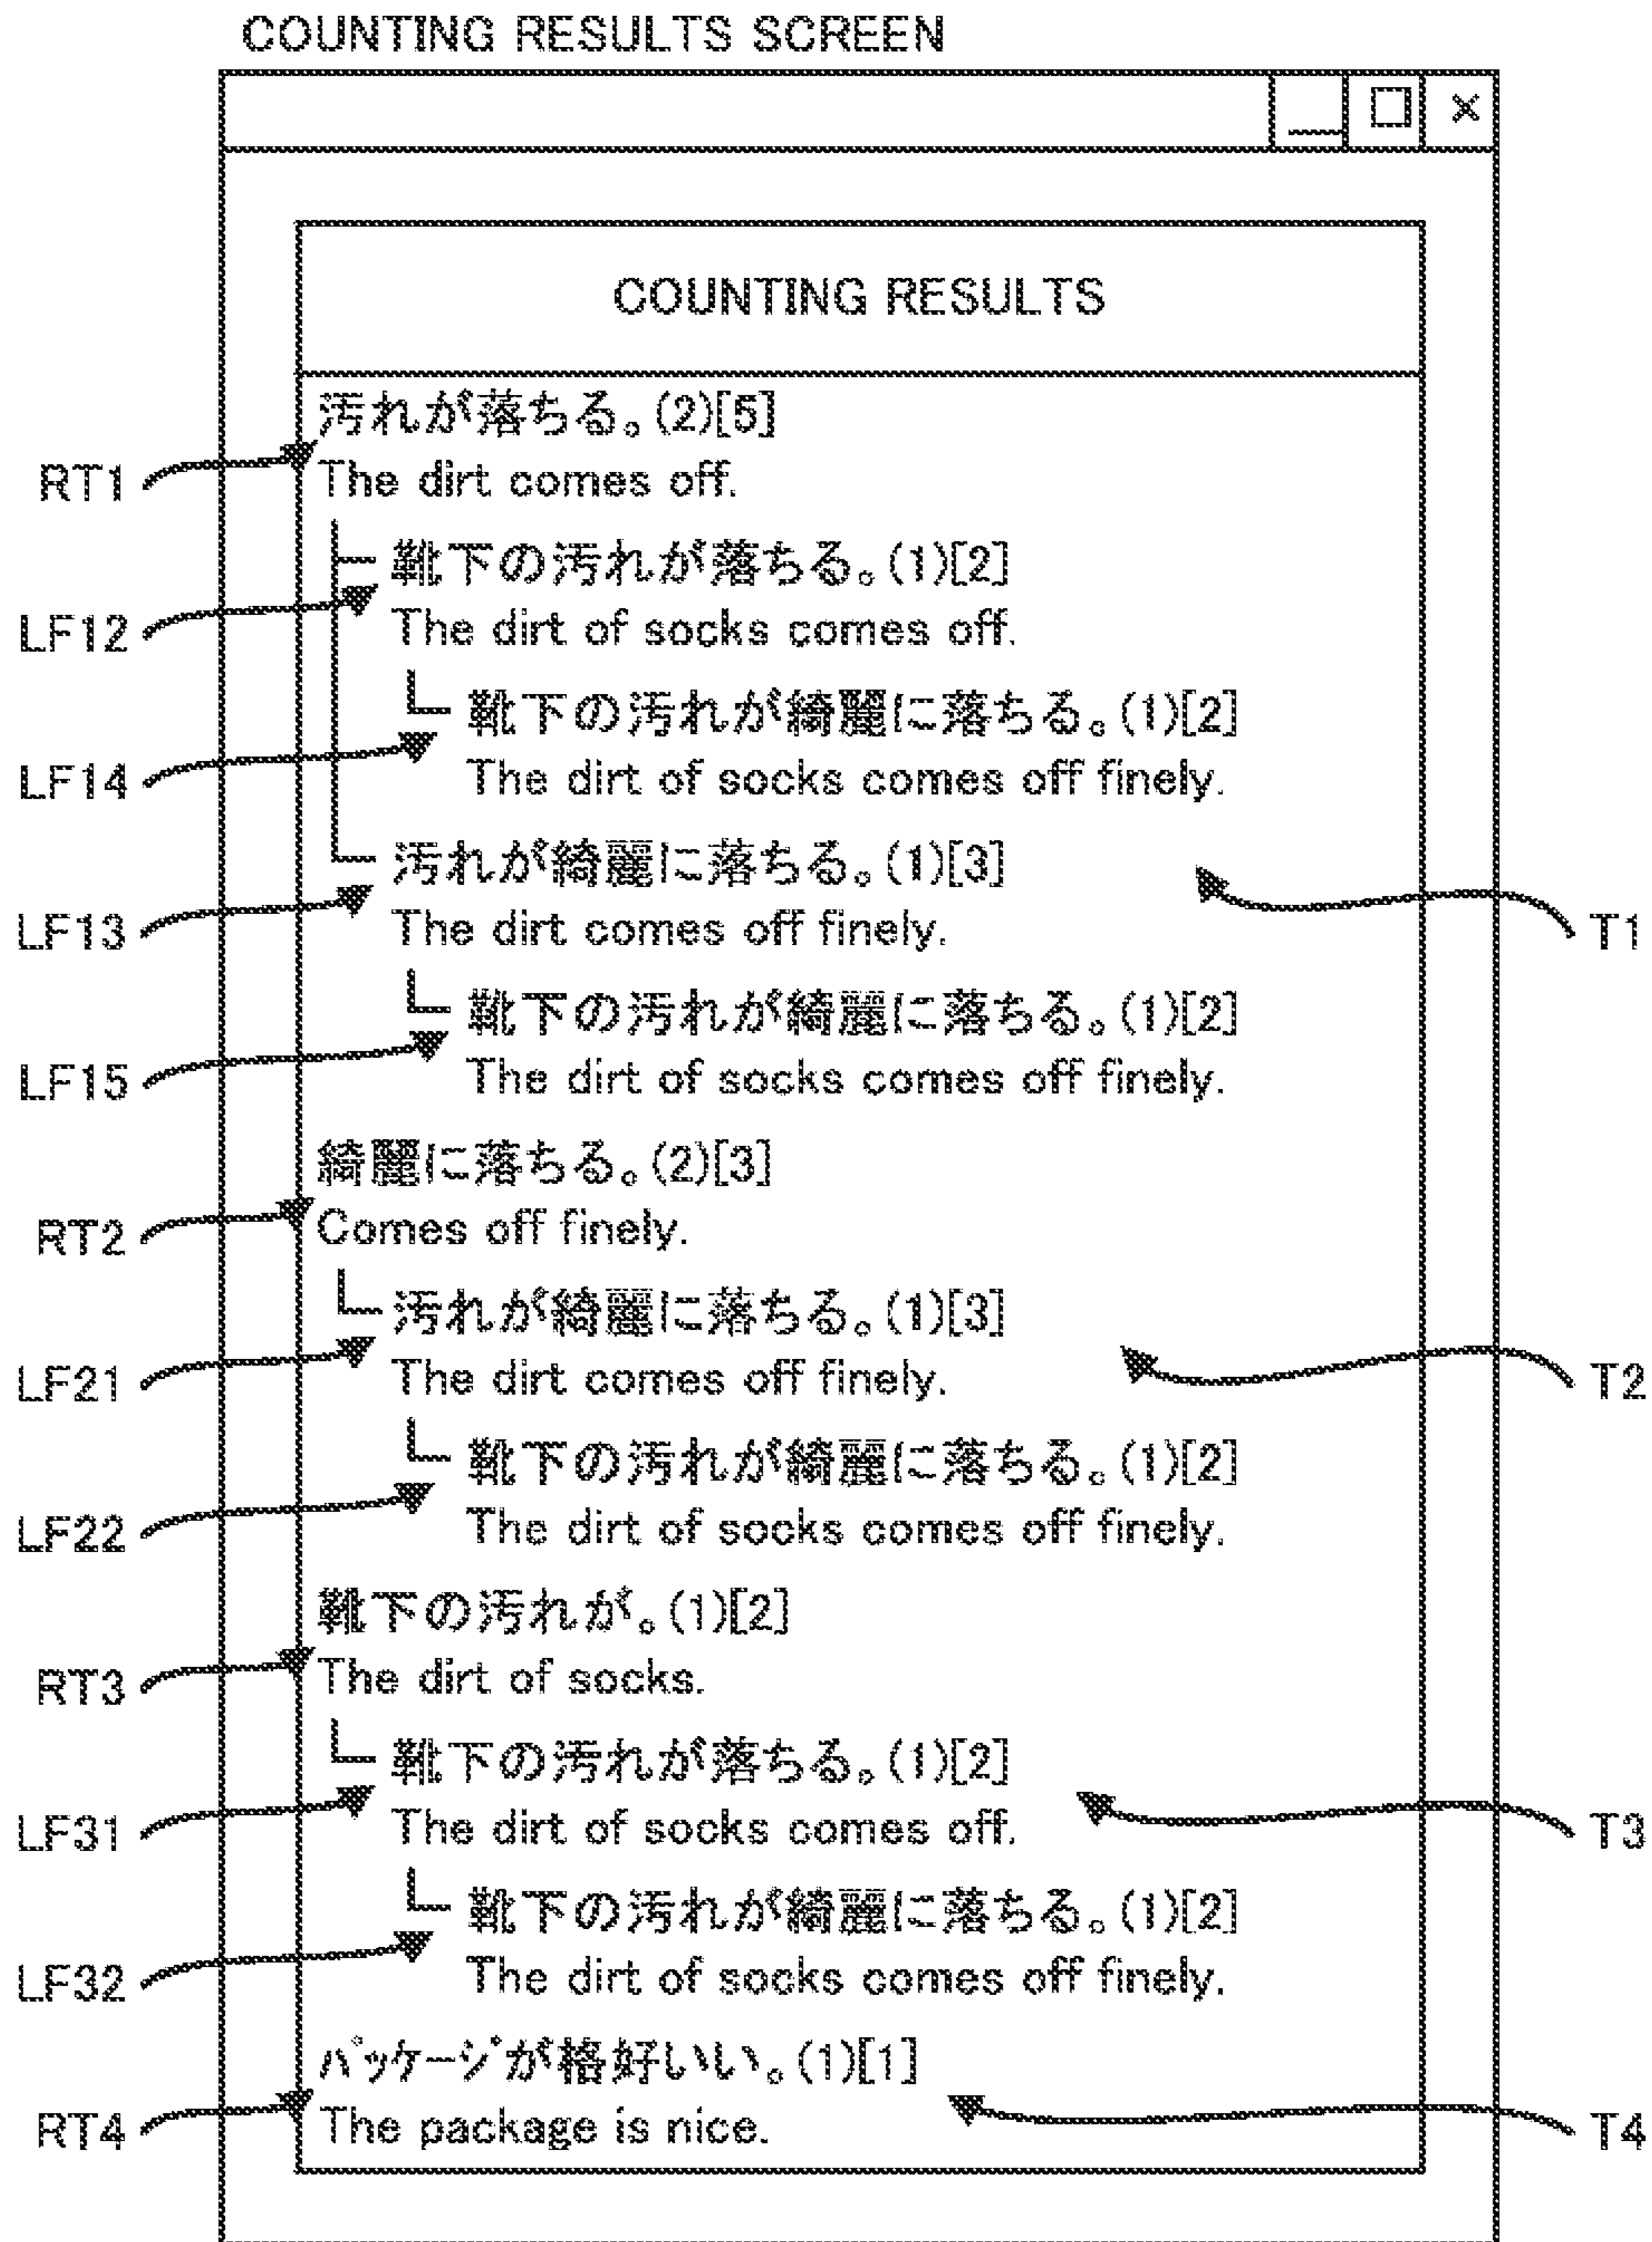 COUNTING RESULTS SCREEN
COUNTING RESULTS
汚れが落ちる。(2)[5]
RT1
The dirt comes off.
靴下の汚れが落ちる。(1)[2]
LF12
The dirt of socks comes off.
靴下の汚れが綺麗に落ちる。(1)[2]
LF14
The dirt of socks comes off finely.
汚れが綺麗に落ちる。(1)[3]
LF13
The dirt comes off finely.
T1
靴下の汚れが綺麗に落ちる。(1)[2]
LF15
The dirt of socks comes off finely.
綺麗に落ちる。(2)[3]
RT2
Comes off finely.
汚れが綺麗に落ちる。(1)[3]
LF21
The dirt comes off finely.
T2
靴下の汚れが綺麗に落ちる。(1)[2]
LF22
The dirt of socks comes off finely.
靴下の汚れが。(1)[2]
RT3
The dirt of socks.
靴下の汚れが落ちる。(1)[2]
LF31
The dirt of socks comes off.
T3
靴下の汚れが綺麗に落ちる。(1)[2]
LF32
The dirt of socks comes off finely.
パッケージが格好いい。(1)[1]
RT4
The package is nice.
T4